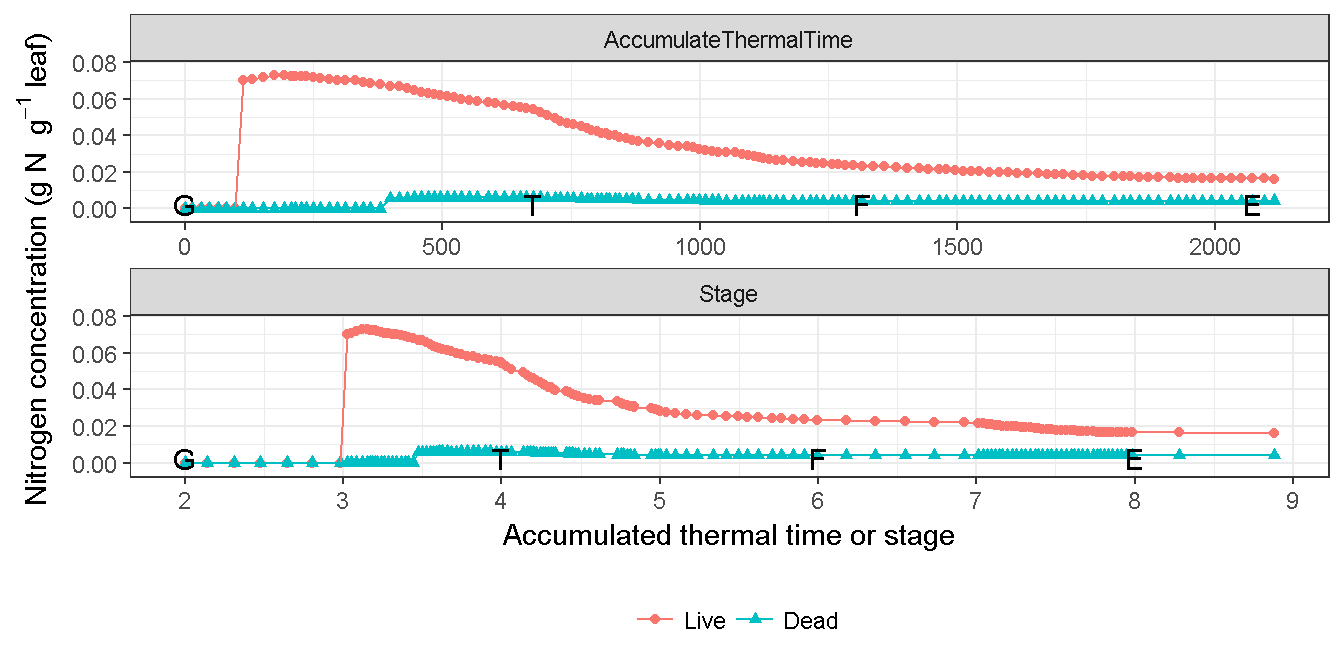 AccumulateThermalTime
0.08
0.06
0.04
0.02
0.00
G T F E
0 500 1000 1500 2000
Stage
0.08
0.06
0.04
0.02
0.00
G T F E
2 3 4 5 6 7 8 9
Nitrogen concentration (g N g⁻¹ leaf)
Accumulated thermal time or stage
Live Dead